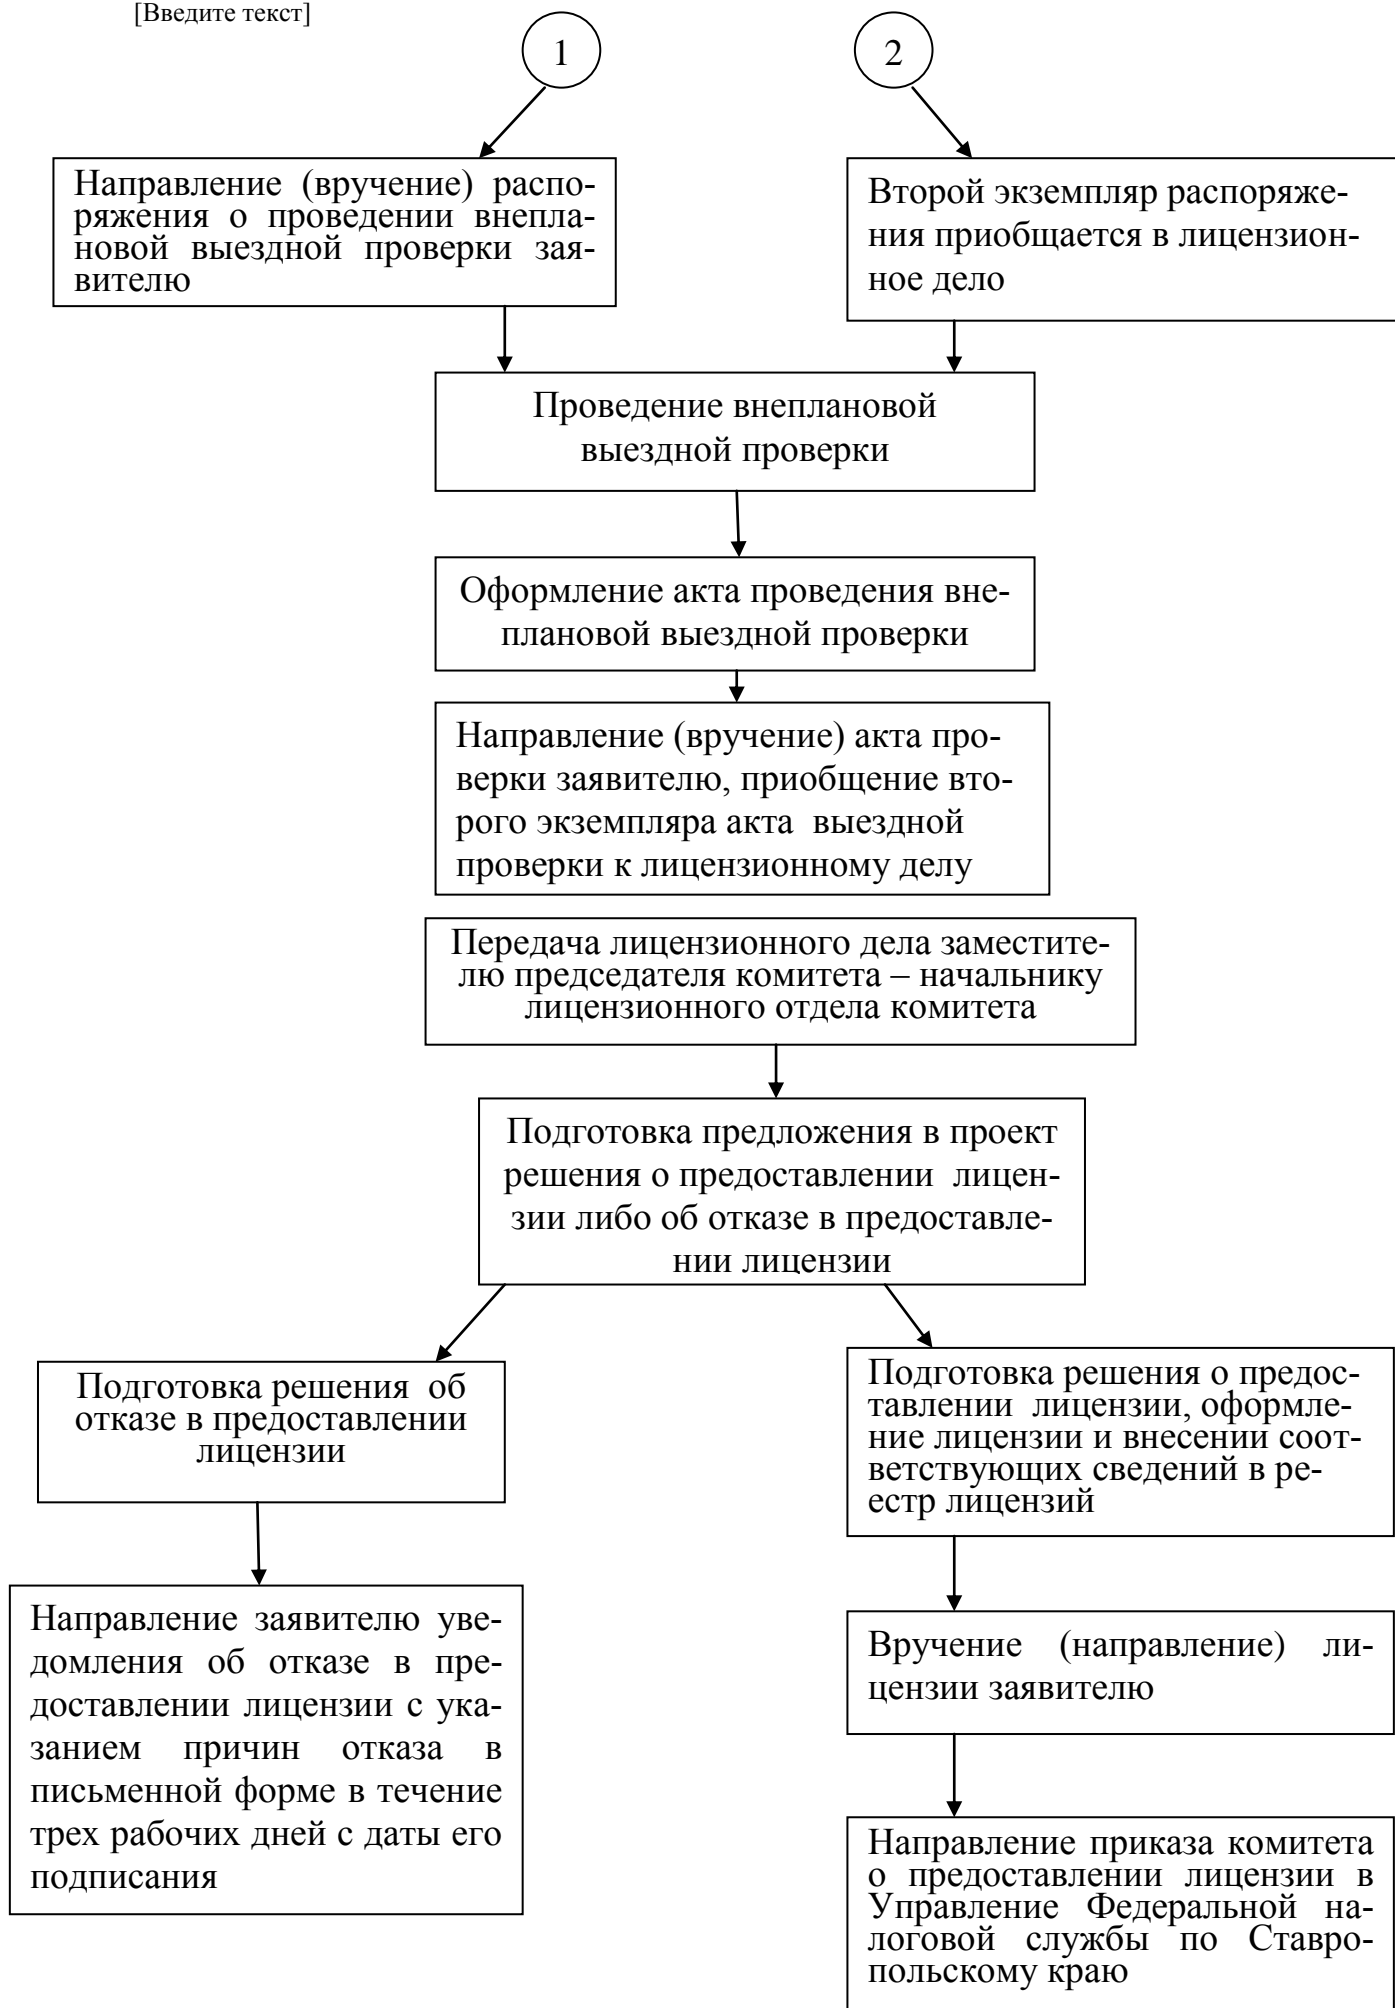 [Введите текст]
1
2
Направление (вручение) распо-
ряжения о проведении внепла-
новой выездной проверки зая-
вителю
Второй экземпляр распоряже-
ния приобщается в лицензион-
ное дело
Проведение внеплановой
выездной проверки
Оформление акта проведения вне-
плановой выездной проверки
Направление (вручение) акта про-
верки заявителю, приобщение вто-
рого экземпляра акта выездной
проверки к лицензионному делу
Передача лицензионного дела заместите-
лю председателя комитета – начальнику
лицензионного отдела комитета
Подготовка предложения в проект
решения о предоставлении лицен-
зии либо об отказе в предоставле-
нии лицензии
Подготовка решения об
отказе в предоставлении
лицензии
Подготовка решения о предос-
тавлении лицензии, оформле-
ние лицензии и внесении соот-
ветствующих сведений в ре-
естр лицензий
Направление заявителю уве-
домления об отказе в пре-
доставлении лицензии с ука-
занием причин отказа в
письменной форме в течение
трех рабочих дней с даты его
подписания
Вручение (направление) ли-
цензии заявителю
Направление приказа комитета
о предоставлении лицензии в
Управление Федеральной на-
логовой службы по Ставро-
польскому краю